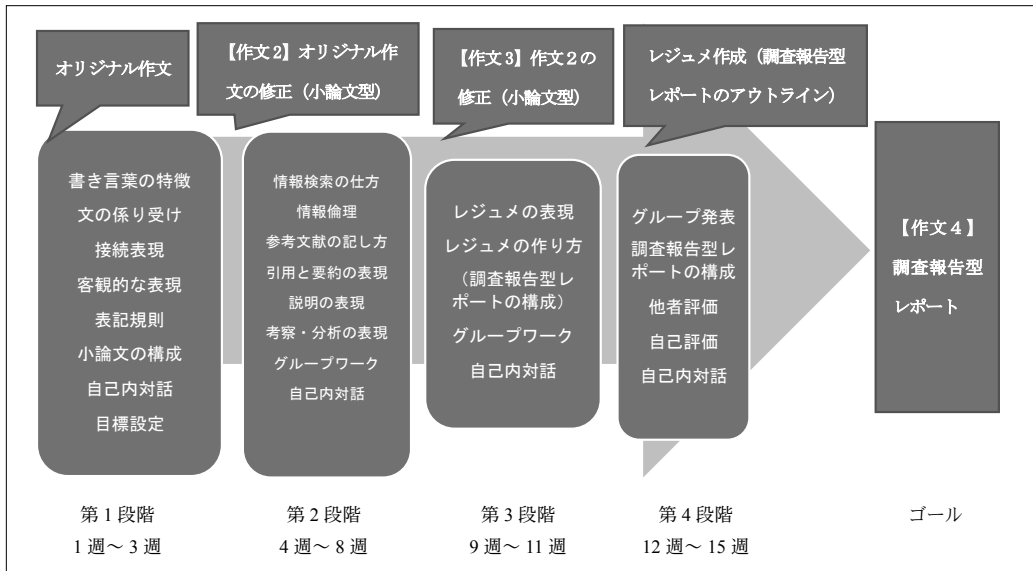 オリジナル作文
【作文2】オリジナル作
文の修正（小論文型）
【作文3】作文2の
修正（小論文型）
レジュメ作成（調査報告型
レポートのアウトライン）
書き言葉の特徴
文の係り受け
接続表現
客観的な表現
表記規則
小論文の構成
自己内対話
目標設定
情報検索の仕方
情報倫理
参考文献の記し方
引用と要約の表現
説明の表現
考察・分析の表現
グループワーク
自己内対話
レジュメの表現
レジュメの作り方
（調査報告型レ
ポートの構成）
グループワーク
自己内対話
グループ発表
調査報告型レ
ポートの構成
他者評価
自己評価
自己内対話
【作文４】
調査報告型
レポート
第1段階
1週～3週
第2段階
4週～8週
第3段階
9週～11週
第4段階
12週～15週
ゴール